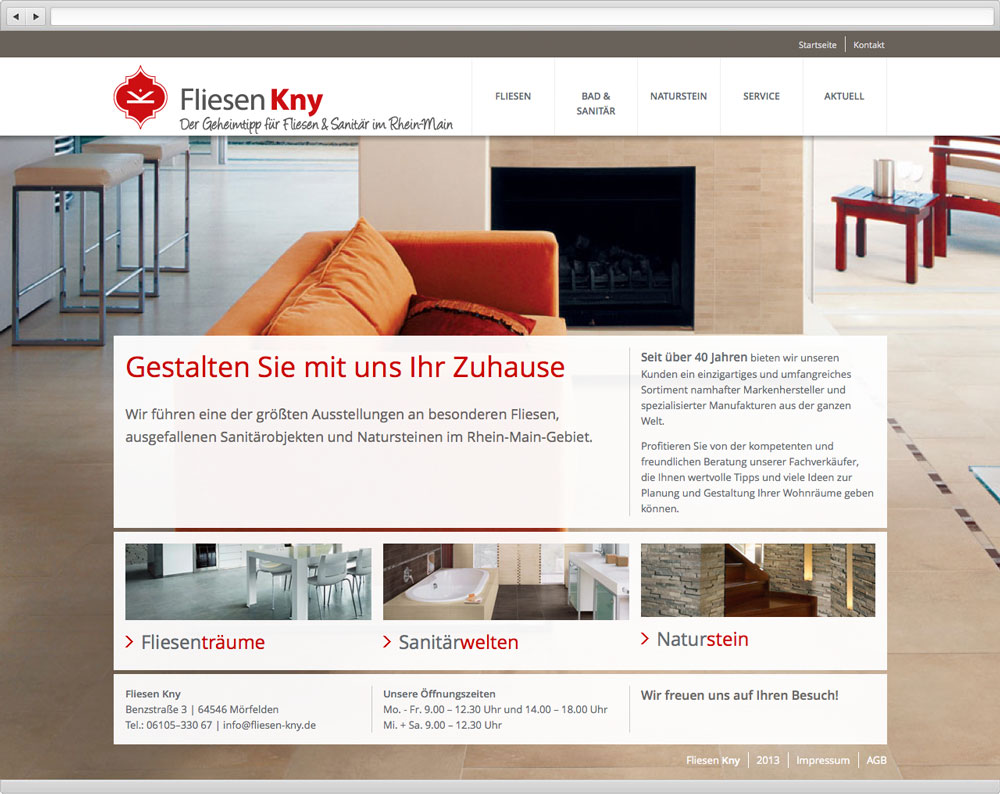 Startseite
Kontakt
Fliesen Kny
Der Geheimtipp für Fliesen & Sanitär im Rhein-Main
FLIESEN
BAD &
SANITÄR
NATURSTEIN
SERVICE
AKTUELL
Gestalten Sie mit uns Ihr Zuhause
Wir führen eine der größten Ausstellungen an besonderen Fliesen,
ausgefallenen Sanitärobjekten und Natursteinen im Rhein-Main-Gebiet.
Seit über 40 Jahren bieten wir unseren
Kunden ein einzigartiges und umfangreiches
Sortiment namhafter Markenhersteller und
spezialisierter Manufakturen aus der ganzen
Welt.
Profitieren Sie von der kompetenten und
freundlichen Beratung unserer Fachverkäufer,
die Ihnen wertvolle Tipps und viele Ideen zur
Planung und Gestaltung Ihrer Wohnräume geben
können.
Fliesenträume
Sanitärwelten
Naturstein
Fliesen Kny
Benzstraße 3 | 64546 Mörfelden
Tel.: 06105–330 67 | info@fliesen-kny.de
Unsere Öffnungszeiten
Mo. - Fr. 9.00 – 12.30 Uhr und 14.00 – 18.00 Uhr
Mi. + Sa. 9.00 – 12.30 Uhr
Wir freuen uns auf Ihren Besuch!
Fliesen Kny | 2013 | Impressum | AGB